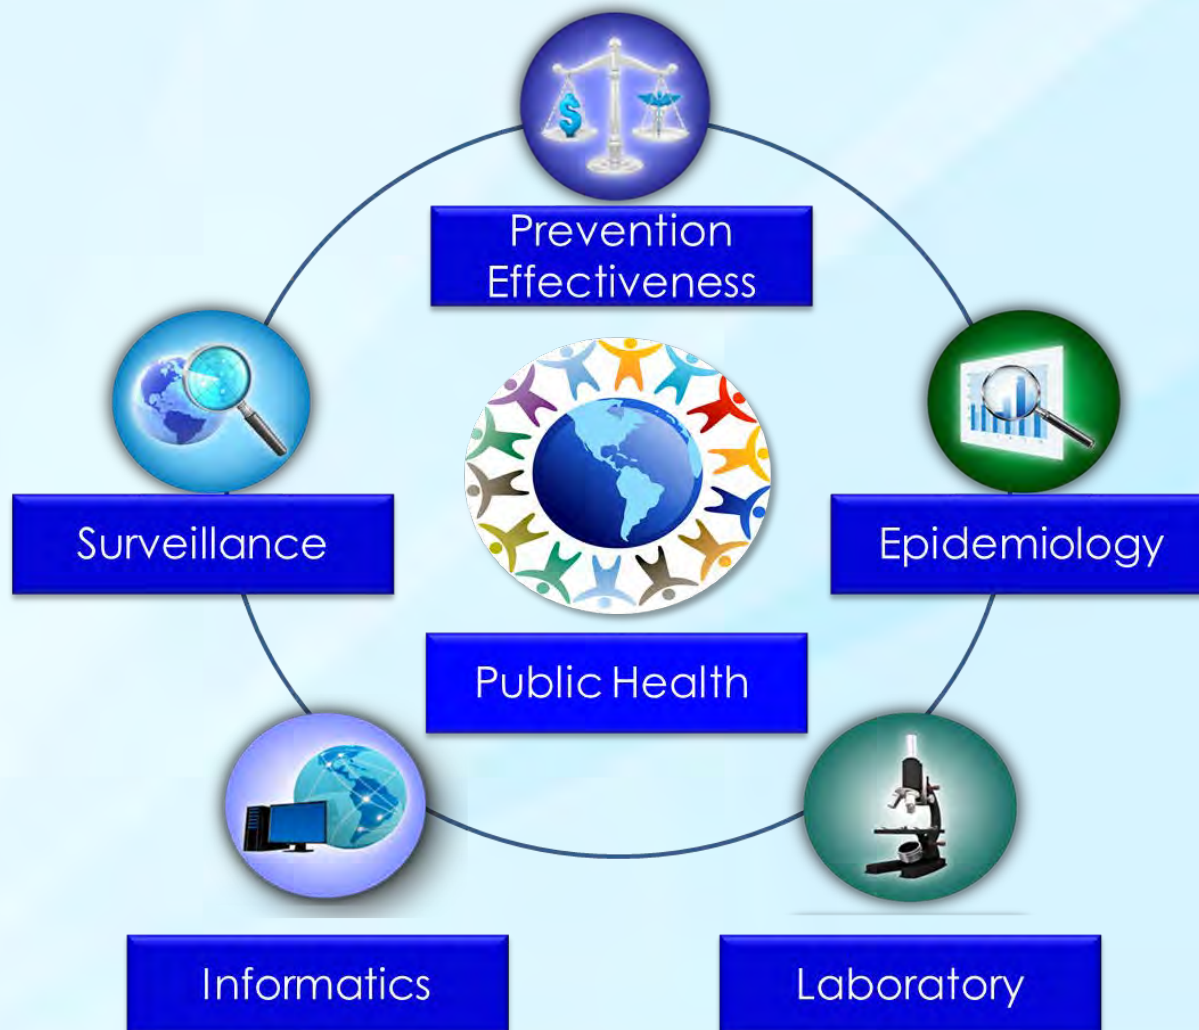 Prevention
Effectiveness
Surveillance
Epidemiology
Public Health
Informatics
Laboratory